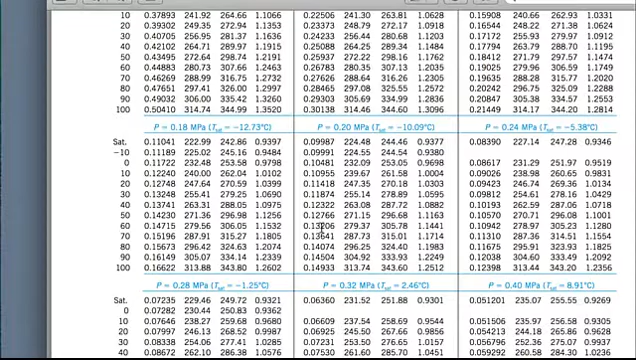 10 0.37893 241.92 264.66 1.1066 0.22506 241.30 263.81 1.0628 0.15908 240.66 262.93 1.0331
20 0.39302 249.35 272.94 1.1353 0.23373 248.79 272.17 1.0918 0.16544 248.22 271.38 1.0624
30 0.40705 256.95 281.37 1.1636 0.24233 256.44 280.68 1.1203 0.17172 255.93 279.97 1.0912
40 0.42102 264.71 289.97 1.1915 0.25088 264.25 289.34 1.1484 0.17794 263.79 288.70 1.1195
50 0.43495 272.64 298.74 1.2191 0.25937 272.22 298.16 1.1762 0.18412 271.79 297.57 1.1474
60 0.44883 280.73 307.66 1.2463 0.26783 280.35 307.13 1.2035 0.19025 279.96 306.59 1.1749
70 0.46269 288.99 316.75 1.2732 0.27626 288.64 316.26 1.2305 0.19635 288.28 315.77 1.2020
80 0.47651 297.41 326.00 1.2997 0.28465 297.08 325.55 1.2572 0.20242 296.75 325.09 1.2288
90 0.49032 306.00 335.42 1.3260 0.29303 305.69 334.99 1.2836 0.20847 305.38 334.57 1.2553
100 0.50410 314.74 344.99 1.3520 0.30138 314.46 344.60 1.3096 0.21449 314.17 344.20 1.2814
P = 0.18 MPa (Tsat = −12.73°C) P = 0.20 MPa (Tsat = −10.09°C) P = 0.24 MPa (Tsat = −5.38°C)
Sat. 0.11041 222.99 242.86 0.9397 0.09987 224.48 244.46 0.9377 0.08390 227.14 247.28 0.9346
−10 0.11189 225.02 245.16 0.9484 0.09991 224.55 244.54 0.9380
0 0.11722 232.48 253.58 0.9798 0.10481 232.09 253.05 0.9698 0.08617 231.29 251.97 0.9519
10 0.12240 240.00 262.04 1.0102 0.10955 239.67 261.58 1.0004 0.09026 238.98 260.65 0.9831
20 0.12748 247.64 270.59 1.0399 0.11418 247.35 270.18 1.0303 0.09423 246.74 269.36 1.0134
30 0.13248 255.41 279.25 1.0690 0.11874 255.14 278.89 1.0595 0.09812 254.61 278.16 1.0429
40 0.13741 263.31 288.05 1.0975 0.12322 263.08 287.72 1.0882 0.10193 262.59 287.06 1.0718
50 0.14230 271.36 296.98 1.1256 0.12766 271.15 296.68 1.1163 0.10570 270.71 296.08 1.1001
60 0.14715 279.56 306.05 1.1532 0.13206 279.37 305.78 1.1441 0.10942 278.97 305.23 1.1280
70 0.15196 287.91 315.27 1.1805 0.13641 287.73 315.01 1.1714 0.11310 287.36 314.51 1.1554
80 0.15673 296.42 324.63 1.2074 0.14074 296.25 324.40 1.1983 0.11675 295.91 323.93 1.1825
90 0.16149 305.07 334.14 1.2339 0.14504 304.92 333.93 1.2249 0.12038 304.60 333.49 1.2092
100 0.16622 313.88 343.80 1.2602 0.14933 313.74 343.60 1.2512 0.12398 313.44 343.20 1.2356
P = 0.28 MPa (Tsat = −1.25°C) P = 0.32 MPa (Tsat = 2.46°C) P = 0.40 MPa (Tsat = 8.91°C)
Sat. 0.07235 229.46 249.72 0.9321 0.06360 231.52 251.88 0.9301 0.051201 235.07 255.55 0.9269
0 0.07282 230.44 250.83 0.9362
10 0.07646 238.27 259.68 0.9680 0.06609 237.54 258.69 0.9544 0.051506 235.97 256.58 0.9305
20 0.07997 246.13 268.52 0.9987 0.06925 245.50 267.66 0.9856 0.054213 244.18 265.86 0.9628
30 0.08338 254.06 277.41 1.0285 0.07231 253.50 276.65 1.0157 0.056796 252.36 275.07 0.9937
40 0.08672 262.10 286.38 1.0576 0.07530 261.60 285.70 1.0451 0.059292 260.58 284.30 1.0236